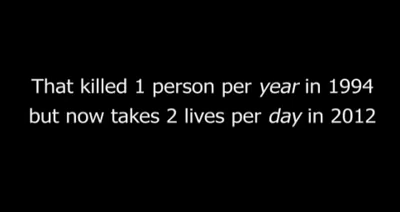 That killed 1 person per year in 1994
but now takes 2 lives per day in 2012